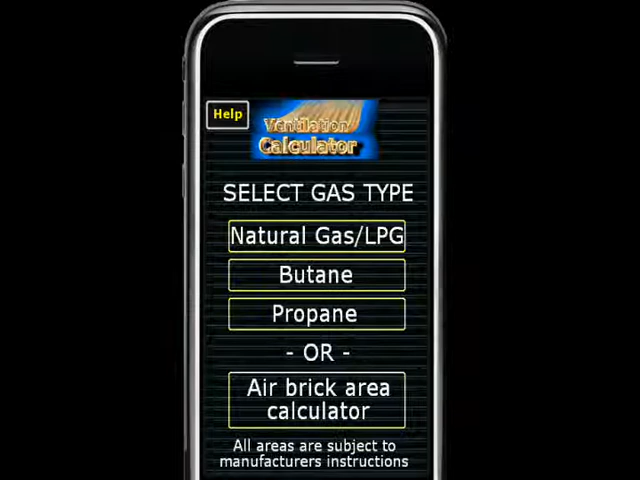 Help
Ventilation
Calculator
SELECT GAS TYPE
Natural Gas/LPG
Butane
Propane
- OR -
Air brick area
calculator
All areas are subject to
manufacturers instructions